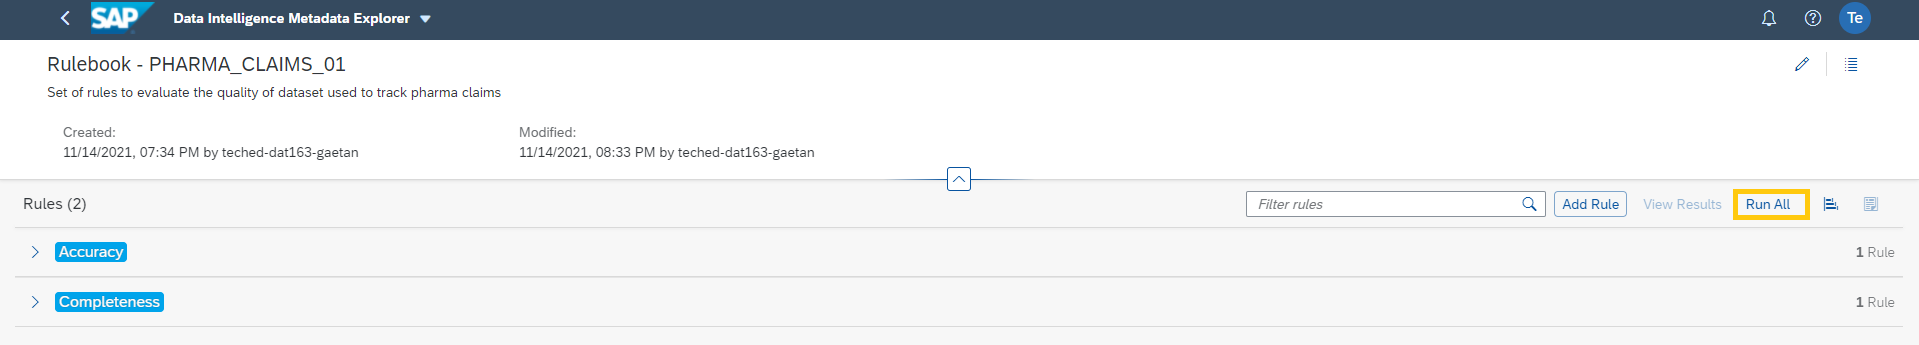 SAP Data Intelligence Metadata Explorer Te
Rulebook - PHARMA_CLAIMS_01
Set of rules to evaluate the quality of dataset used to track pharma claims
Created: Modified:
11/14/2021, 07:34 PM by teched-dat163-gaetan 11/14/2021, 08:33 PM by teched-dat163-gaetan
Rules (2) Filter rules Add Rule View Results Run All
Accuracy 1 Rule
Completeness 1 Rule